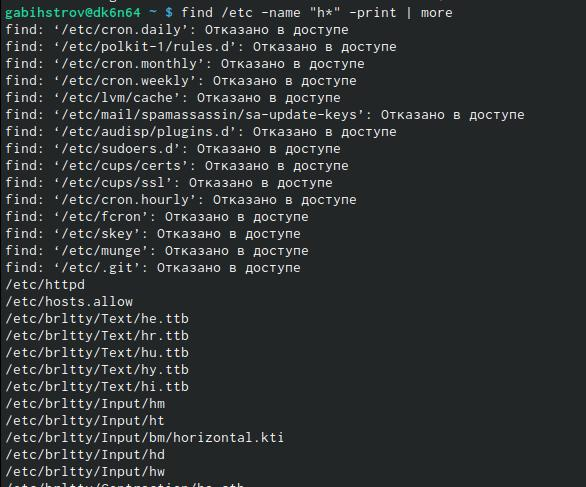 gabihstrov@dk6n64 ~ $ find /etc -name "h*" -print | more
find: ‘/etc/cron.daily’: Отказано в доступе
find: ‘/etc/polkit-1/rules.d’: Отказано в доступе
find: ‘/etc/cron.monthly’: Отказано в доступе
find: ‘/etc/cron.weekly’: Отказано в доступе
find: ‘/etc/lvm/cache’: Отказано в доступе
find: ‘/etc/mail/spamassassin/sa-update-keys’: Отказано в доступе
find: ‘/etc/audisp/plugins.d’: Отказано в доступе
find: ‘/etc/sudoers.d’: Отказано в доступе
find: ‘/etc/cups/certs’: Отказано в доступе
find: ‘/etc/cups/ssl’: Отказано в доступе
find: ‘/etc/cron.hourly’: Отказано в доступе
find: ‘/etc/fcron’: Отказано в доступе
find: ‘/etc/skey’: Отказано в доступе
find: ‘/etc/munge’: Отказано в доступе
find: ‘/etc/.git’: Отказано в доступе
/etc/httpd
/etc/hosts.allow
/etc/brltty/Text/he.ttb
/etc/brltty/Text/hr.ttb
/etc/brltty/Text/hu.ttb
/etc/brltty/Text/hy.ttb
/etc/brltty/Text/hi.ttb
/etc/brltty/Input/hm
/etc/brltty/Input/ht
/etc/brltty/Input/bm/horizontal.kti
/etc/brltty/Input/hd
/etc/brltty/Input/hw